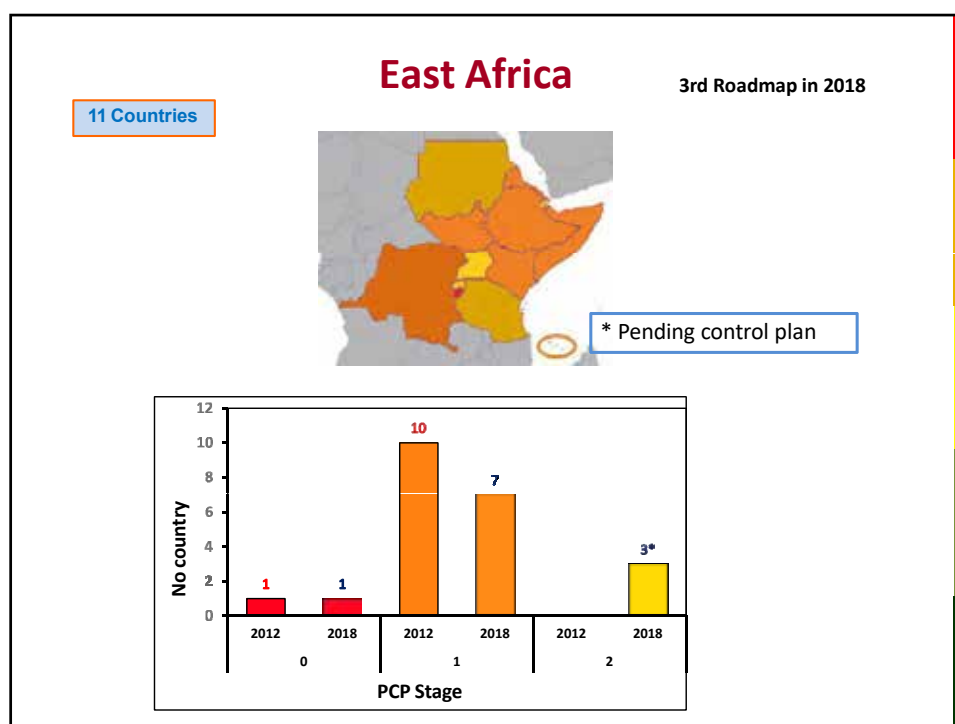 East Africa
3rd Roadmap in 2018
11 Countries
* Pending control plan
12
10
8
6
4
2
0
No country
1
1
10
7
3*
2012 2018 2012 2018 2012 2018
0 1 2
PCP Stage